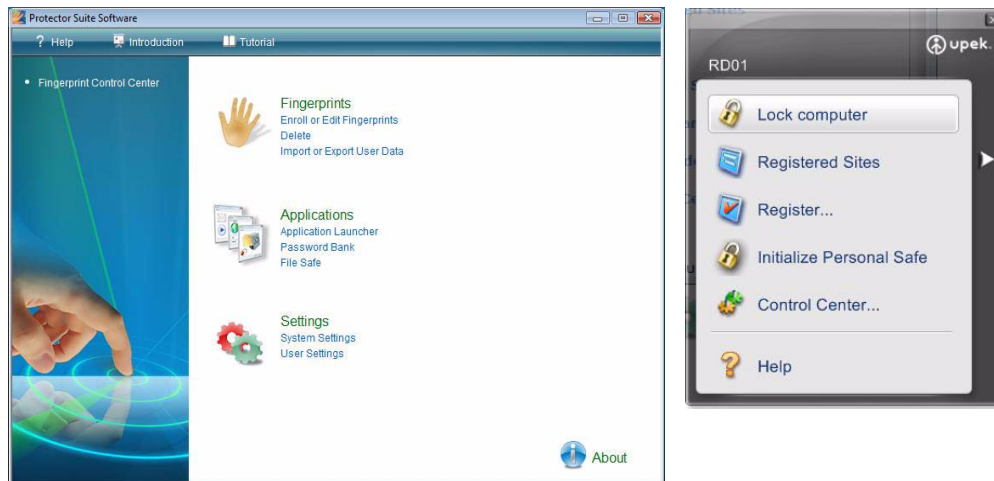 Protector Suite Software
? Help Introduction Tutorial
Fingerprint Control Center
Fingerprints
Enroll or Edit Fingerprints
Delete
Import or Export User Data
Applications
Application Launcher
Password Bank
File Safe
Settings
System Settings
User Settings
About
upek.
RD01
Lock computer
Registered Sites
Register...
Initialize Personal Safe
Control Center...
Help